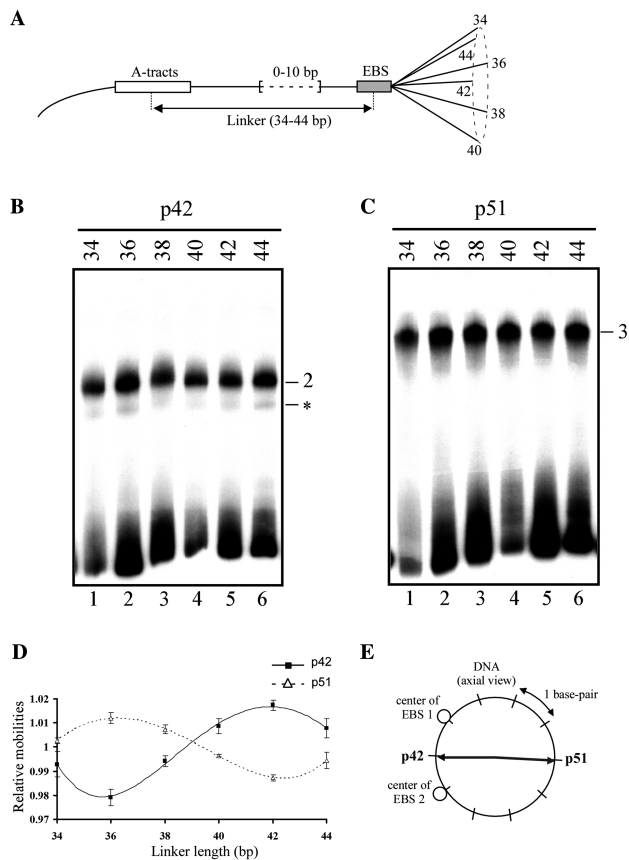 A
A-tracts
0-10 bp
EBS
Linker (34-44 bp)
34
44
36
42
38
40
B
p42
34 36 38 40 42 44
2
*
1 2 3 4 5 6
C
p51
34 36 38 40 42 44
3
1 2 3 4 5 6
D
p42
p51
Relative mobilities
1.02
1.01
1
0.99
0.98
0.97
34 36 38 40 42 44
Linker length (bp)
E
DNA
(axial view)
1 base-pair
center of
EBS 1
p42
p51
center of
EBS 2